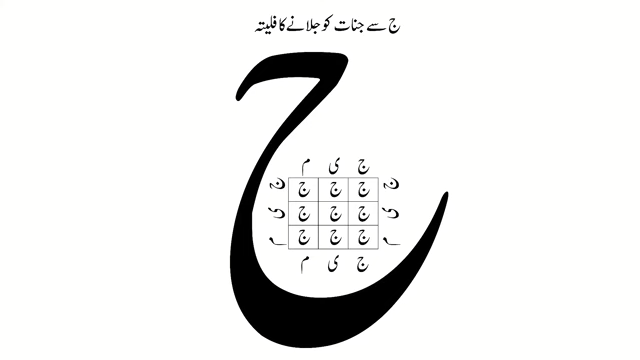 ج سے جنات کو جلانے کا فلیتہ
ح
ج ی م
ج ج ج ج ج
ی ج ج ج ی
م ج ج ج م
ج ی م